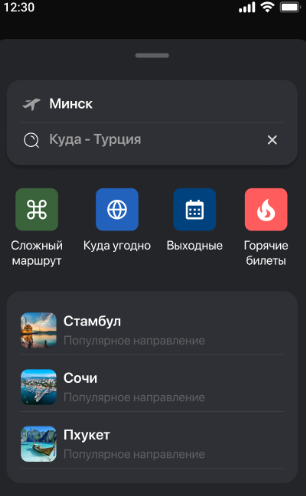 12:30
Минск
Куда - Турция
Сложный
маршрут
Куда угодно
Выходные
Горячие
билеты
Стамбул
Популярное направление
Сочи
Популярное направление
Пхукет
Популярное направление